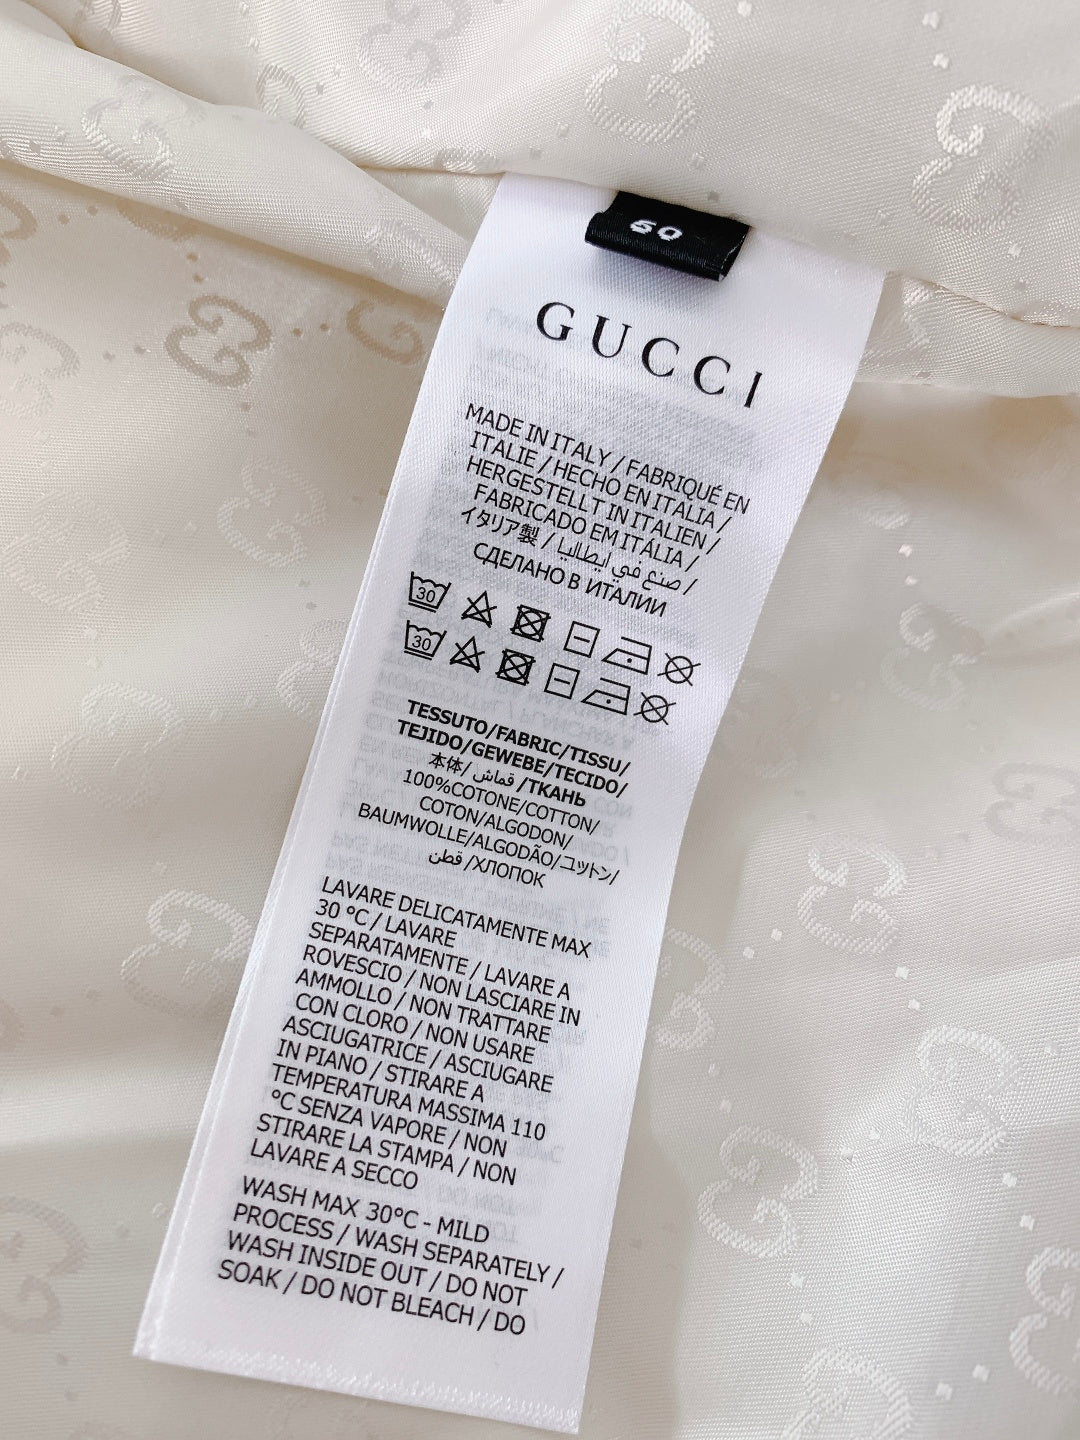 50
GUCCI
MADE IN ITALY / FABRIQUÉ EN
ITALIE / HECHO EN ITALIA /
HERGESTELLT IN ITALIEN /
FABRICADO EM ITÁLIA /
イタリア製 / صنع في ايطاليا /
СДЕЛАНО В ИТАЛИИ
30
30
TESSUTO/FABRIC/TISSU/
TEJIDO/GEWEBE/TECIDO/
本体/ قماش /ТКАНЬ
100%COTONE/COTTON/
COTON/ALGODON/
BAUMWOLLE/ALGODÃO/コットン/
قطن /ХЛОПОК
LAVARE DELICATAMENTE MAX
30 °C / LAVARE
SEPARATAMENTE / LAVARE A
ROVESCIO / NON LASCIARE IN
AMMOLLO / NON TRATTARE
CON CLORO / NON USARE
ASCIUGATRICE / ASCIUGARE
IN PIANO / STIRARE A
TEMPERATURA MASSIMA 110
°C SENZA VAPORE / NON
STIRARE LA STAMPA / NON
LAVARE A SECCO
WASH MAX 30°C - MILD
PROCESS / WASH SEPARATELY /
WASH INSIDE OUT / DO NOT
SOAK / DO NOT BLEACH / DO